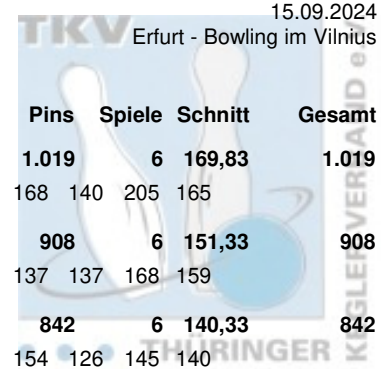 15.09.2024
TKV
Erfurt - Bowling im Vilnius
Pins Spiele Schnitt Gesamt
1.019 6 169,83 1.019
168 140 205 165
908 6 151,33 908
137 137 168 159
842 6 140,33 842
154 126 145 140
THÜRINGER
KEGLERVERBAND e.V.